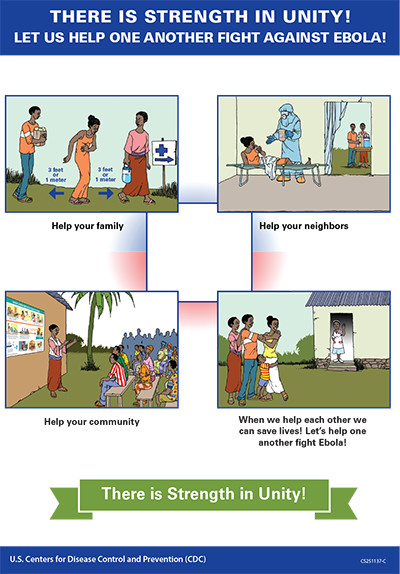 THERE IS STRENGTH IN UNITY!
LET US HELP ONE ANOTHER FIGHT AGAINST EBOLA!
3 feet
or
1 meter
3 feet
or
1 meter
Help your family
Help your neighbors
Help your community
When we help each other we
can save lives! Let's help one
another fight Ebola!
There is Strength in Unity!
U.S. Centers for Disease Control and Prevention (CDC)
CS251137-C